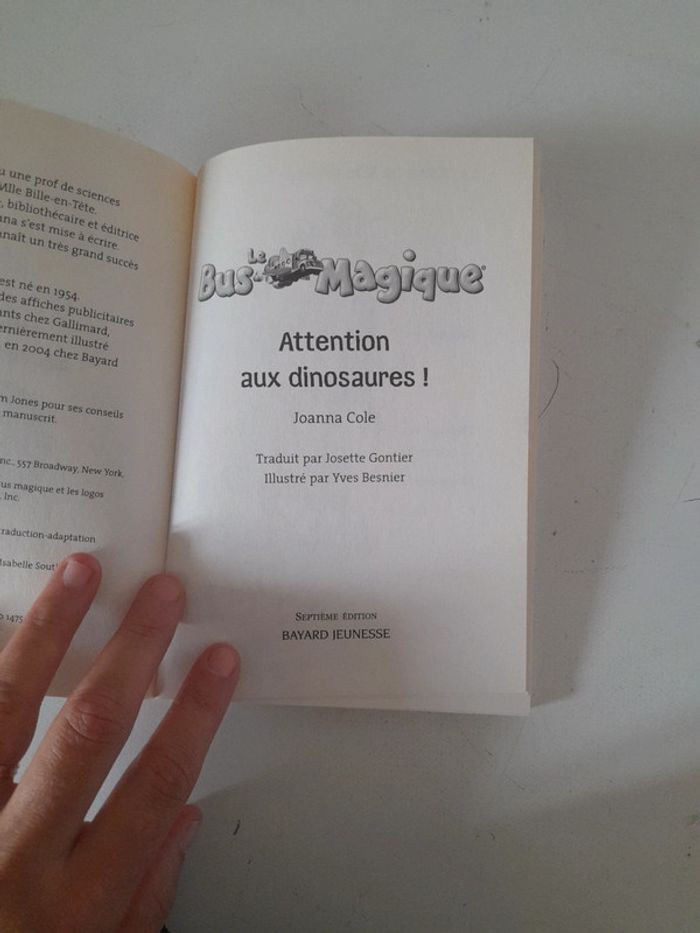 une prof de sciences
Mlle Bille-en-Tête.
, bibliothécaire et éditrice
na s'est mise à écrire.
naît un très grand succès
est né en 1954.
des affiches publicitaires
nts chez Gallimard,
ernièrement illustré
en 2004 chez Bayard
m Jones pour ses conseils
manuscrit.
nc., 557 Broadway, New York,
us magique et les logos
Inc.
raduction-adaptation
Isabelle
1475
Le
Bus Magique
Attention
aux dinosaures !
Joanna Cole
Traduit par Josette Gontier
Illustré par Yves Besnier
Septième édition
BAYARD JEUNESSE